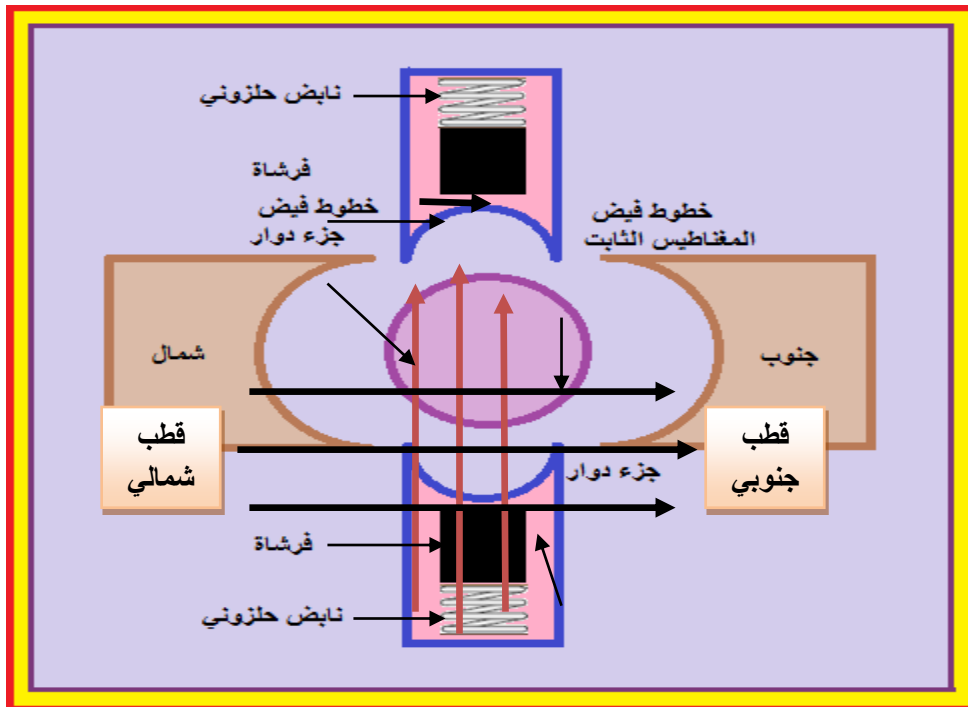 نابض حلزوني
فرشاة
خطوط فيض
جزء دوار
خطوط فيض
المغناطيس الثابت
شمال
جنوب
قطب
شمالي
قطب
جنوبي
جزء دوار
فرشاة
نابض حلزوني